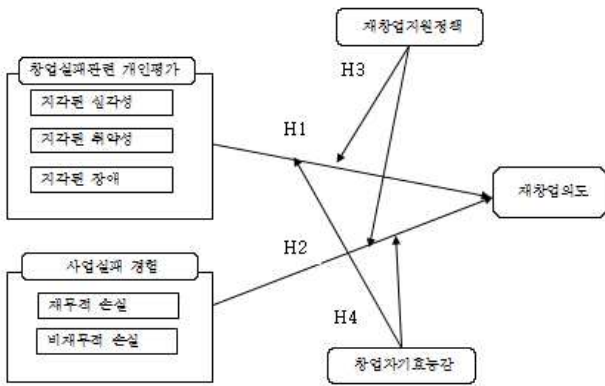 재창업지원정책
창업실패관련 개인평가
H3
지각된 심각성
H1
지각된 취약성
지각된 장애
재창업의도
H2
사업실패 경험
재무적 손실
H4
비재무적 손실
창업자기효능감